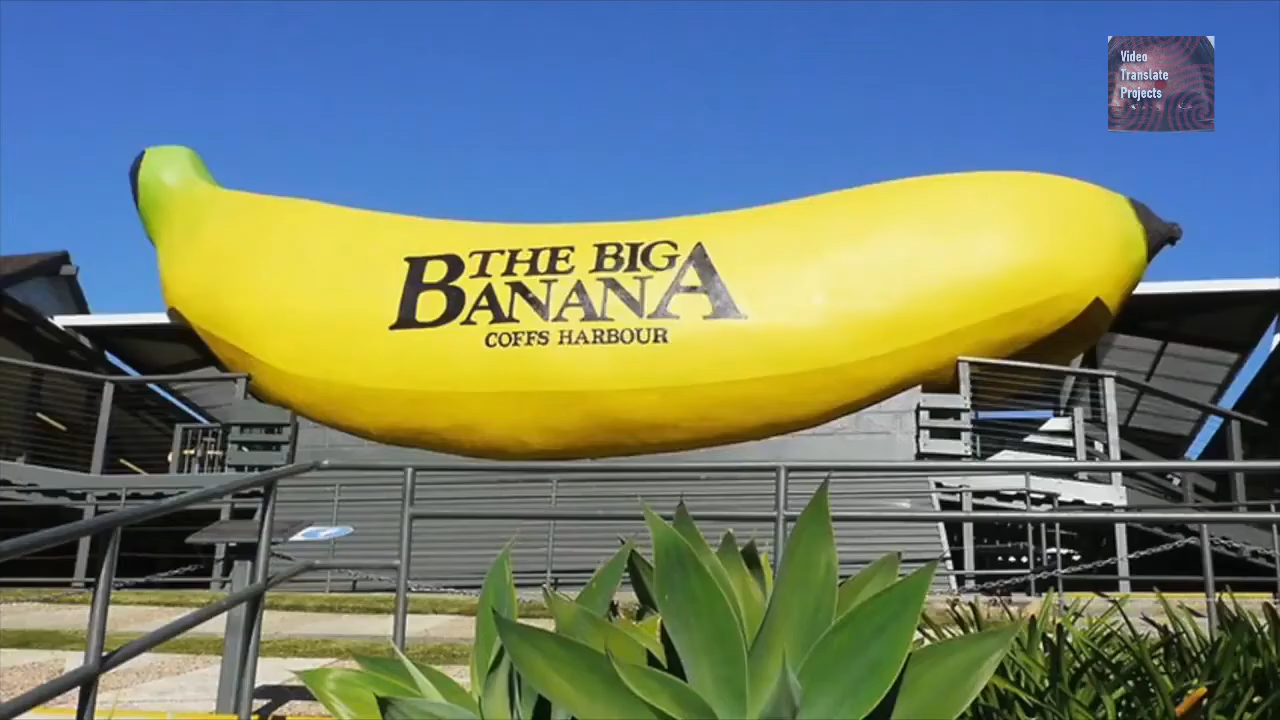 THE BIG
BANANA
COFFS HARBOUR
Video
Translate
Projects